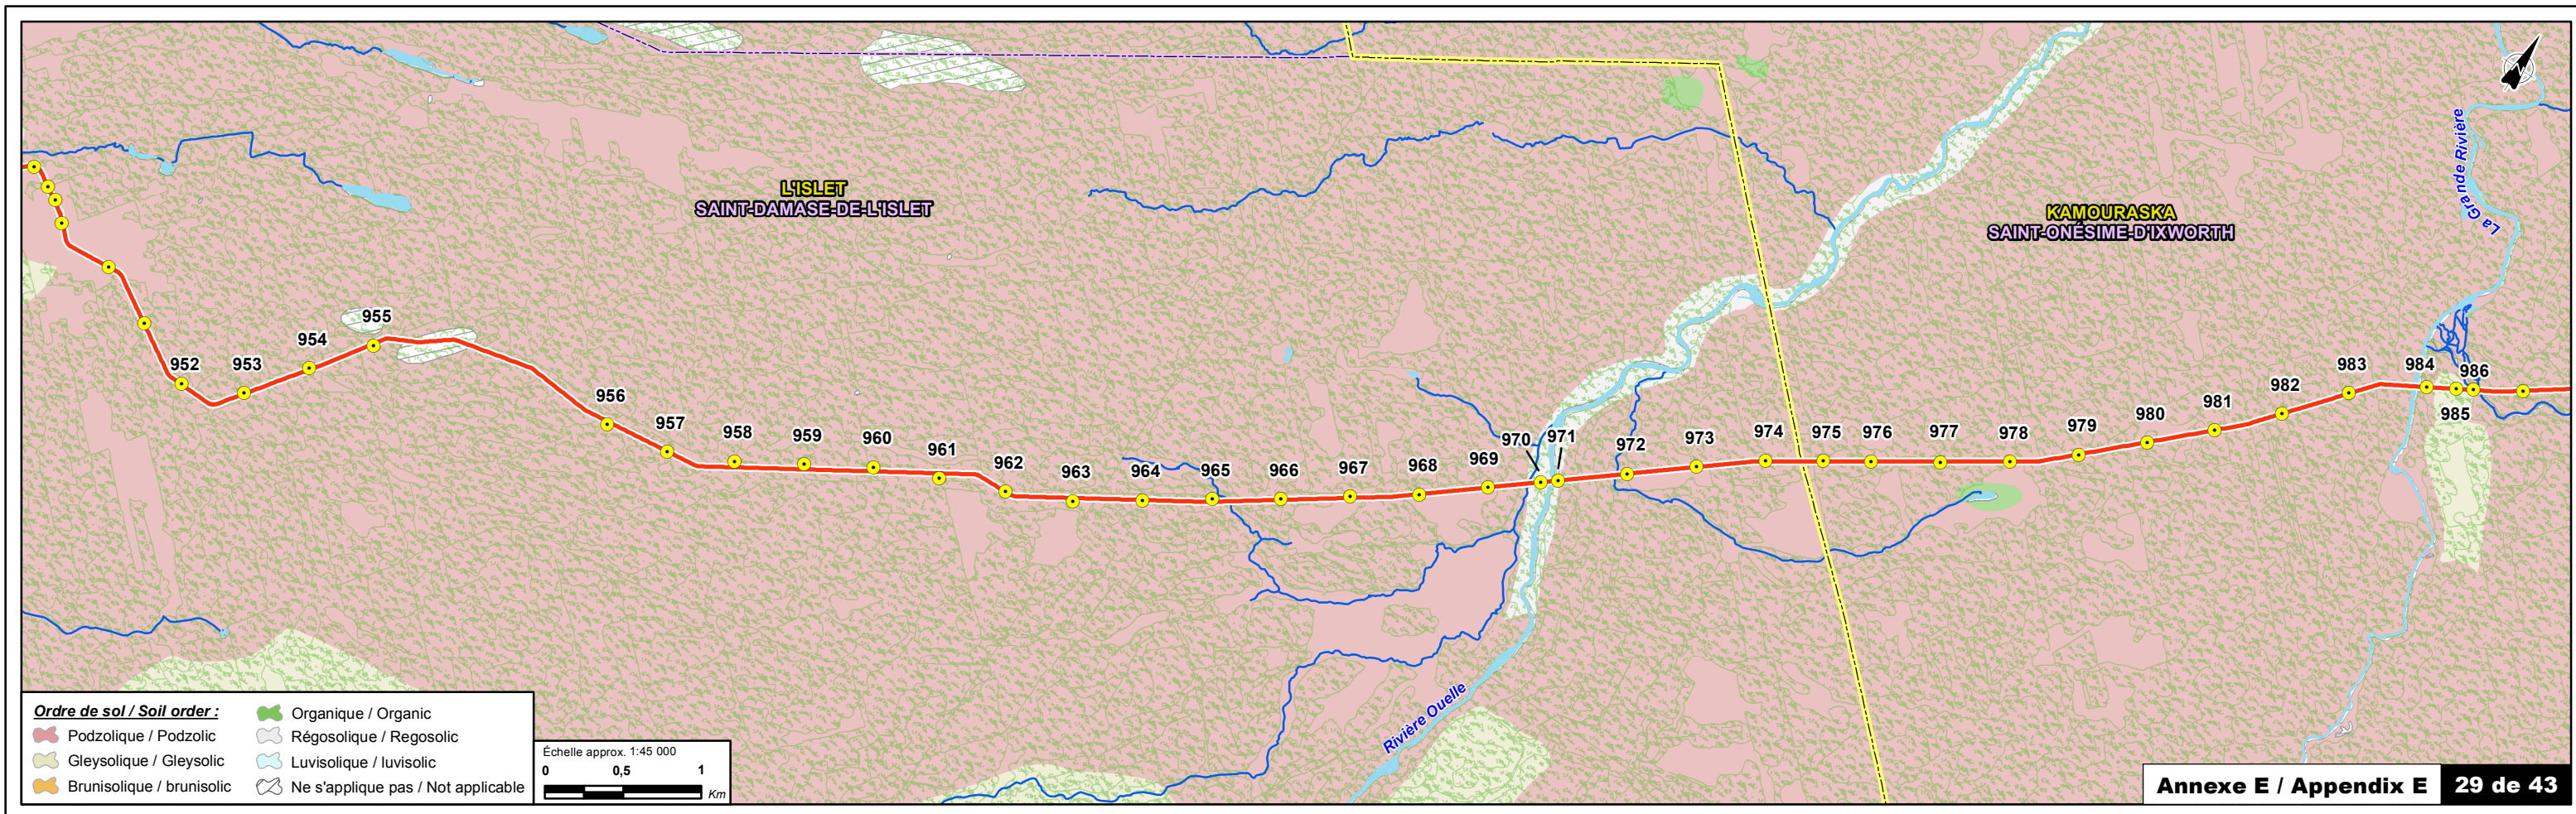 L'ISLET
SAINT-DAMASE-DE-L'ISLET
KAMOURASKA
SAINT-ONÉSIME-D'IXWORTH
La Grande Rivière
Rivière Ouelle
952
953
954
955
956
957
958
959
960
961
962
963
964
965
966
967
968
969
970
971
972
973
974
975
976
977
978
979
980
981
982
983
984
985
986
Ordre de sol / Soil order :
Podzolique / Podzolic
Gleysolique / Gleysolic
Brunisolique / brunisolic
Organique / Organic
Régosolique / Regosolic
Luvisolique / luvisolic
Ne s'applique pas / Not applicable
Échelle approx. 1:45 000
0 0,5 1
Km
Annexe E / Appendix E 29 de 43